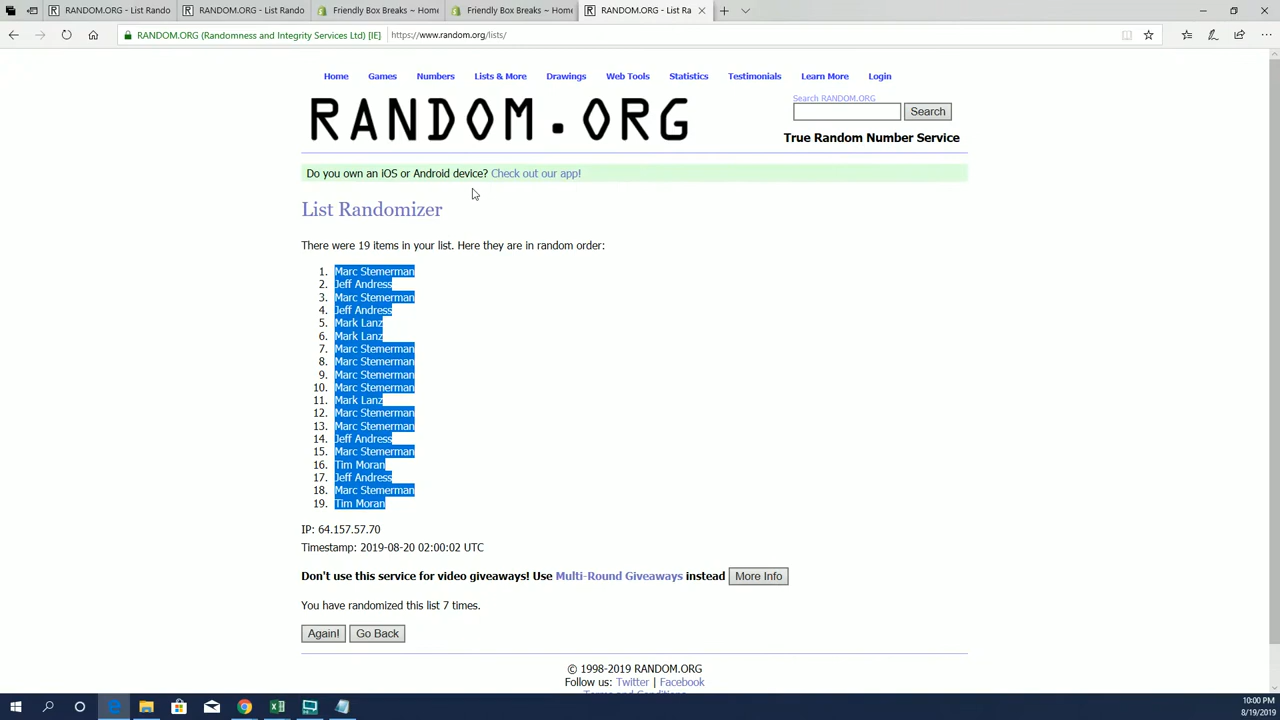 RANDOM.ORG - List Rando
RANDOM.ORG - List Rando
Friendly Box Breaks ~ Home
Friendly Box Breaks ~ Home
RANDOM.ORG - List Ra
RANDOM.ORG (Randomness and Integrity Services Ltd) [IE]
https://www.random.org/lists/
Home Games Numbers Lists & More Drawings Web Tools Statistics Testimonials Learn More Login
RANDOM.ORG
Search RANDOM.ORG
Search
True Random Number Service
Do you own an iOS or Android device? Check out our app!
List Randomizer
There were 19 items in your list. Here they are in random order:
1. Marc Stemerman
2. Jeff Andress
3. Marc Stemerman
4. Jeff Andress
5. Mark Lanz
6. Mark Lanz
7. Marc Stemerman
8. Marc Stemerman
9. Marc Stemerman
10. Marc Stemerman
11. Mark Lanz
12. Marc Stemerman
13. Marc Stemerman
14. Jeff Andress
15. Marc Stemerman
16. Tim Moran
17. Jeff Andress
18. Marc Stemerman
19. Tim Moran
IP: 64.157.57.70
Timestamp: 2019-08-20 02:00:02 UTC
Don't use this service for video giveaways! Use Multi-Round Giveaways instead More Info
You have randomized this list 7 times.
Again! Go Back
© 1998-2019 RANDOM.ORG
Follow us: Twitter | Facebook
Terms and Conditions
10:00 PM
8/19/2019